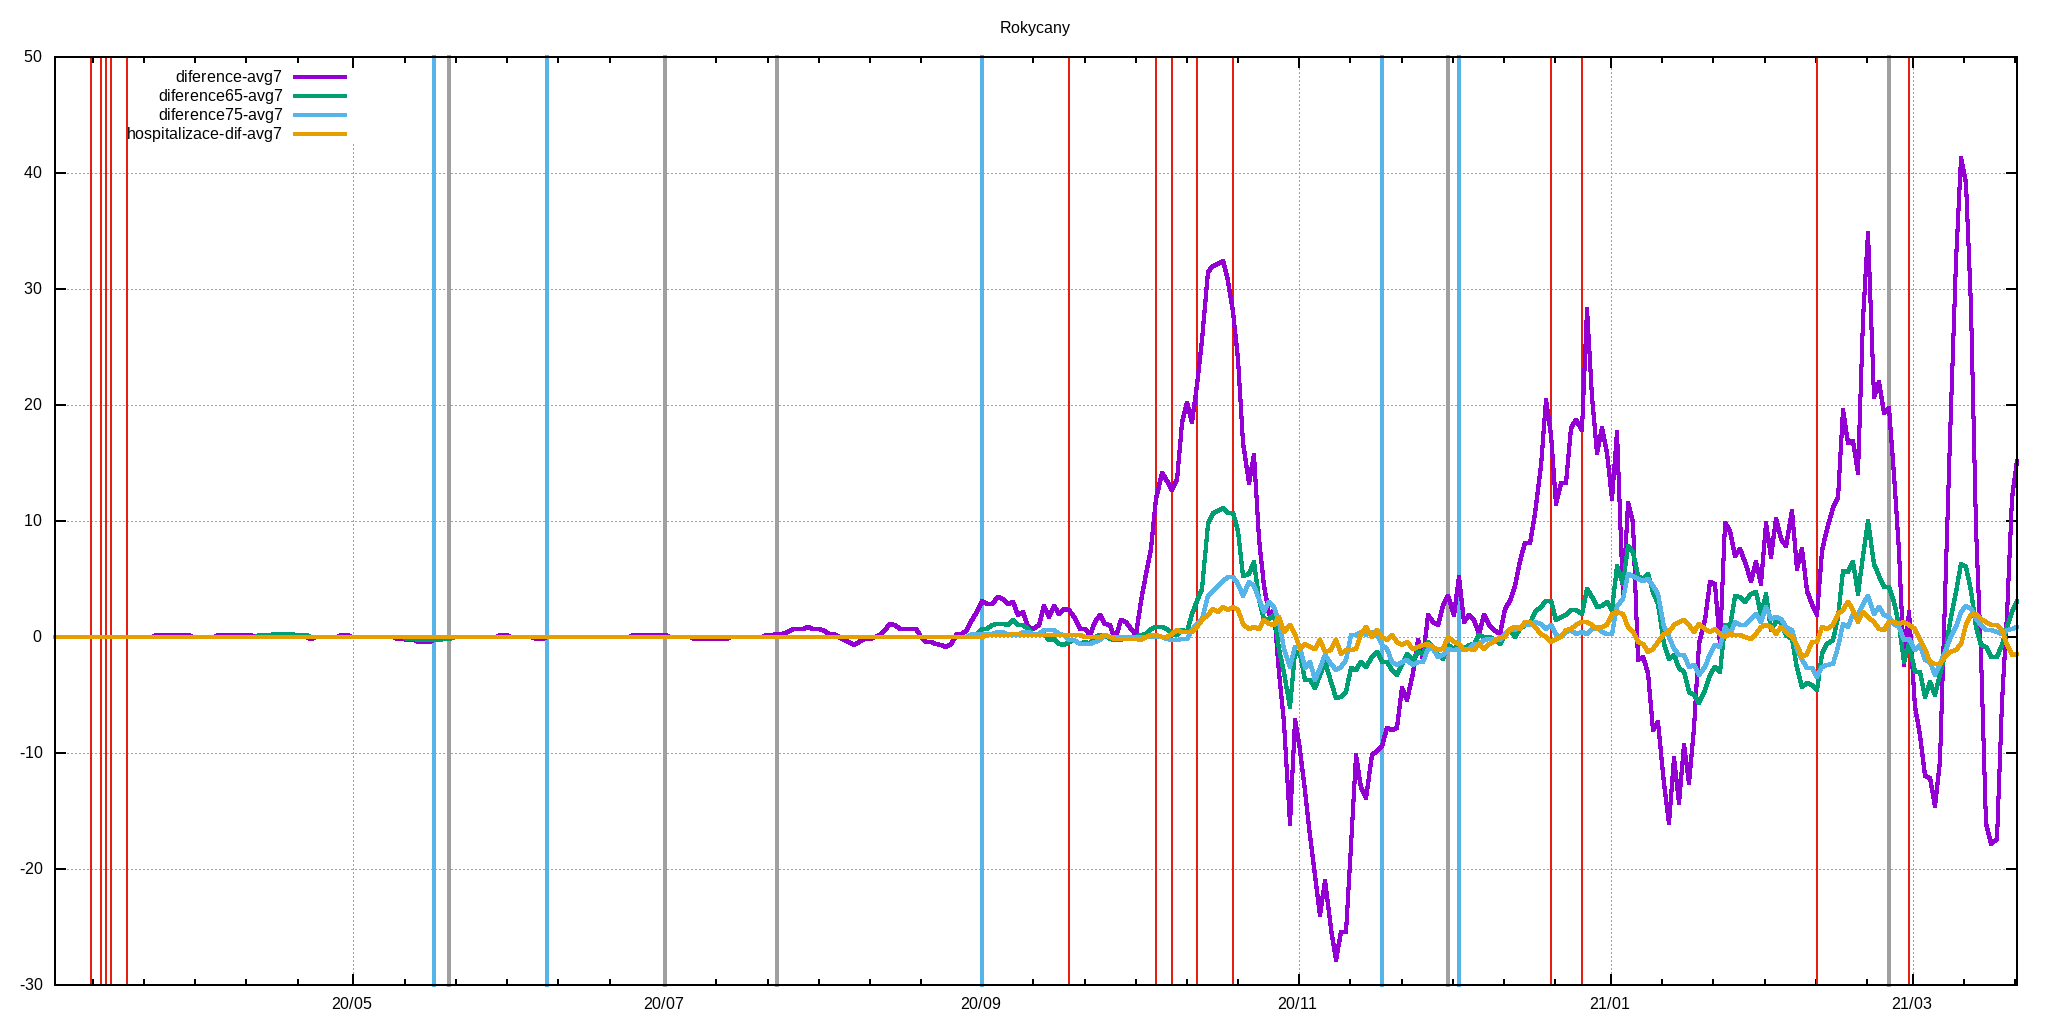 Rokycany
50
40
30
20
10
0
-10
-20
-30
diference-avg7
diference65-avg7
diference75-avg7
hospitalizace-dif-avg7
20/05 20/07 20/09 20/11 21/01 21/03